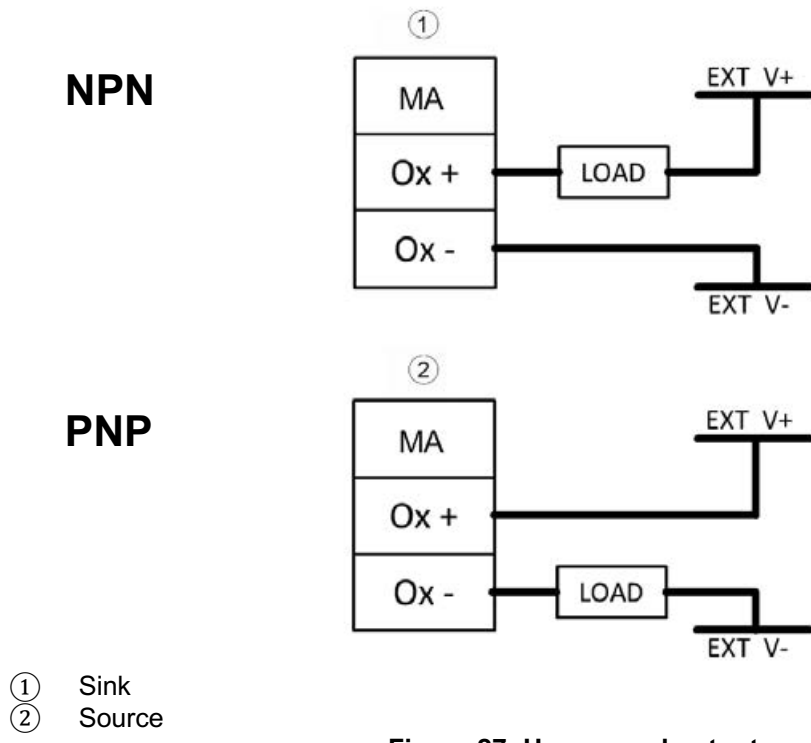 ①
NPN
MA
EXT V+
Ox +
LOAD
Ox -
EXT V-
②
PNP
MA
EXT V+
Ox +
Ox -
LOAD
EXT V-
① Sink
② Source